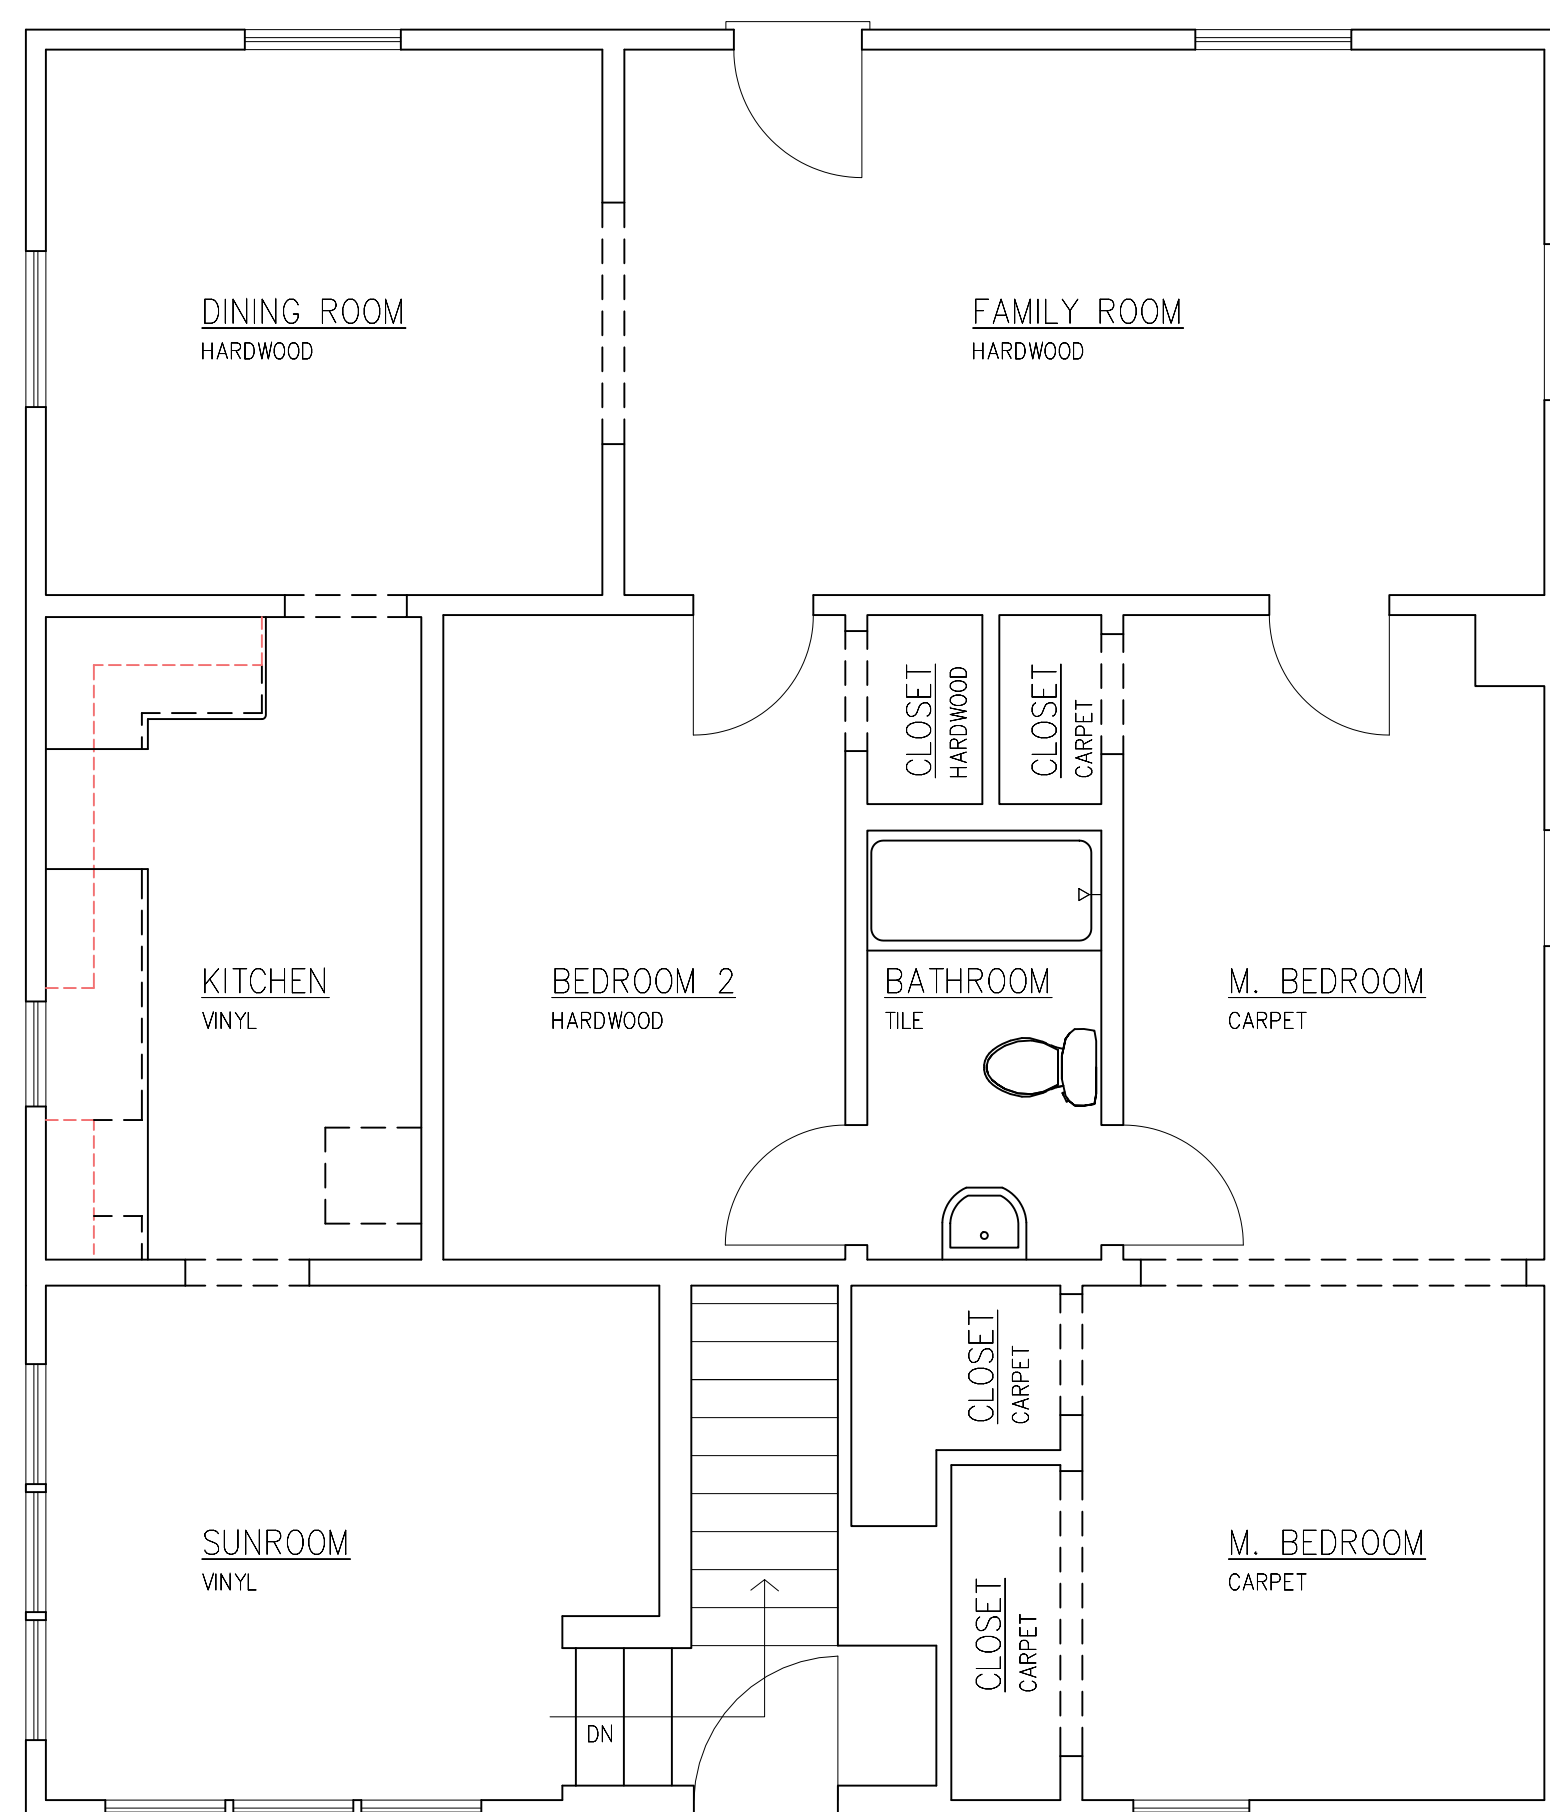 DINING ROOM
HARDWOOD
FAMILY ROOM
HARDWOOD
CLOSET
HARDWOOD
CLOSET
CARPET
KITCHEN
VINYL
BEDROOM 2
HARDWOOD
BATHROOM
TILE
M. BEDROOM
CARPET
CLOSET
CARPET
SUNROOM
VINYL
M. BEDROOM
CARPET
CLOSET
CARPET
DN